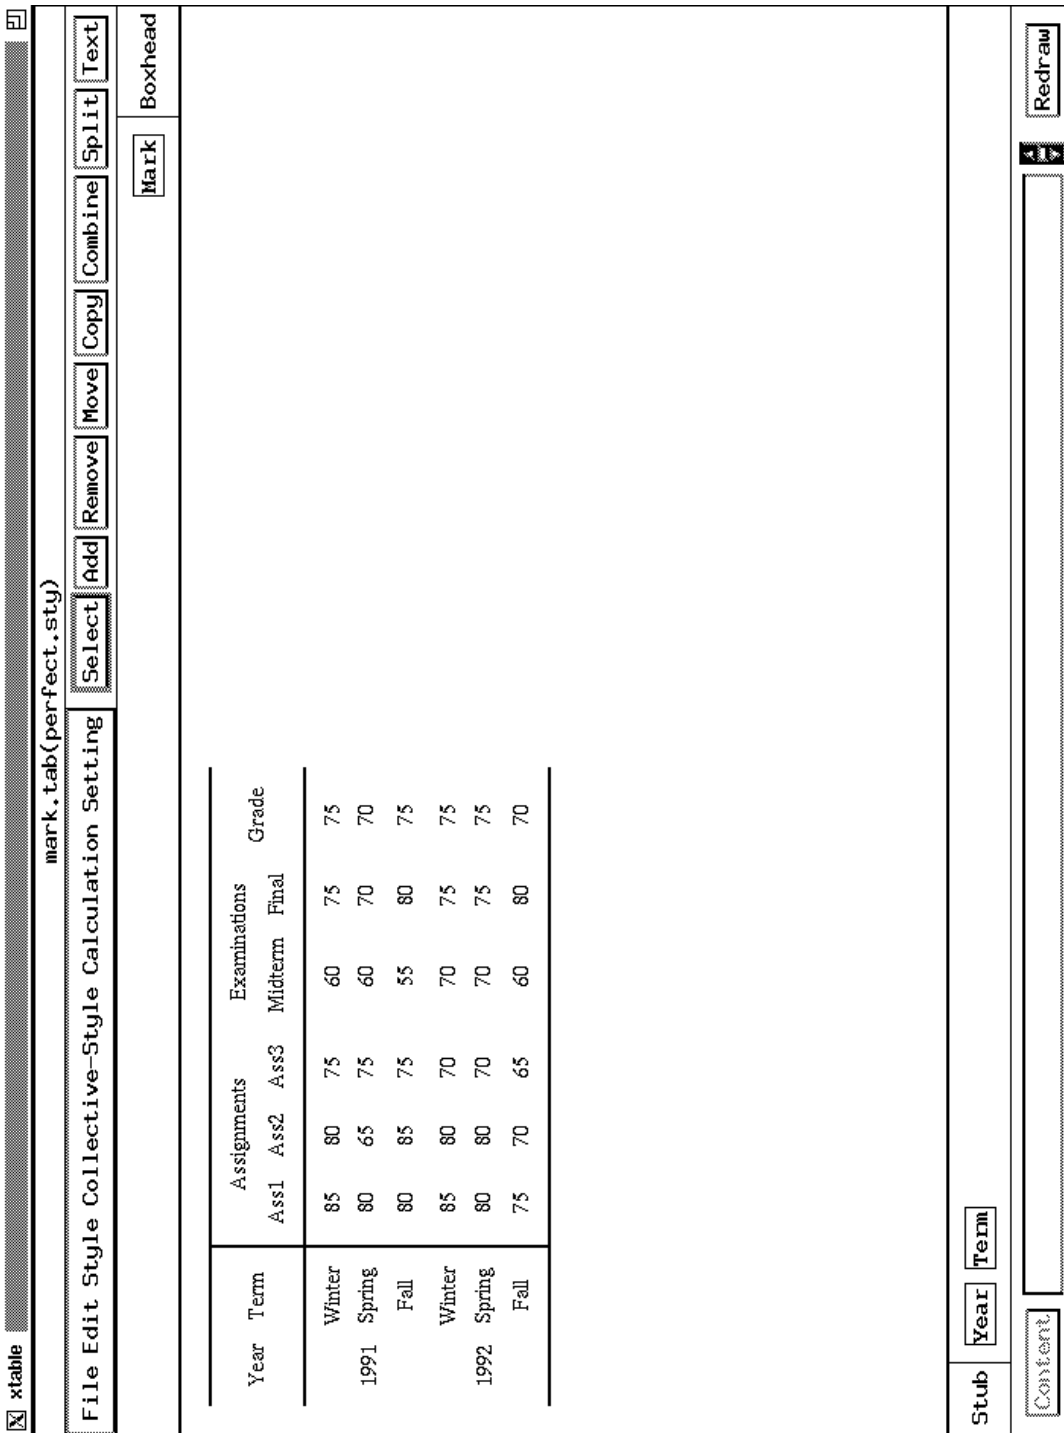 xtable
mark.tab(perfect.sty)
File Edit Style Collective-Style Calculation Setting Select Add Remove Move Copy Combine Split Text
Mark Boxhead
Assignments Examinations
Year Term Grade
Ass1 Ass2 Ass3 Midterm Final
Winter 85 80 75 60 75 75
1991 Spring 80 65 75 60 70 70
Fall 80 85 75 55 80 75
Winter 85 80 70 70 75 75
1992 Spring 80 80 70 70 75 75
Fall 75 70 65 60 80 70
Stub Year Term
Content Redraw